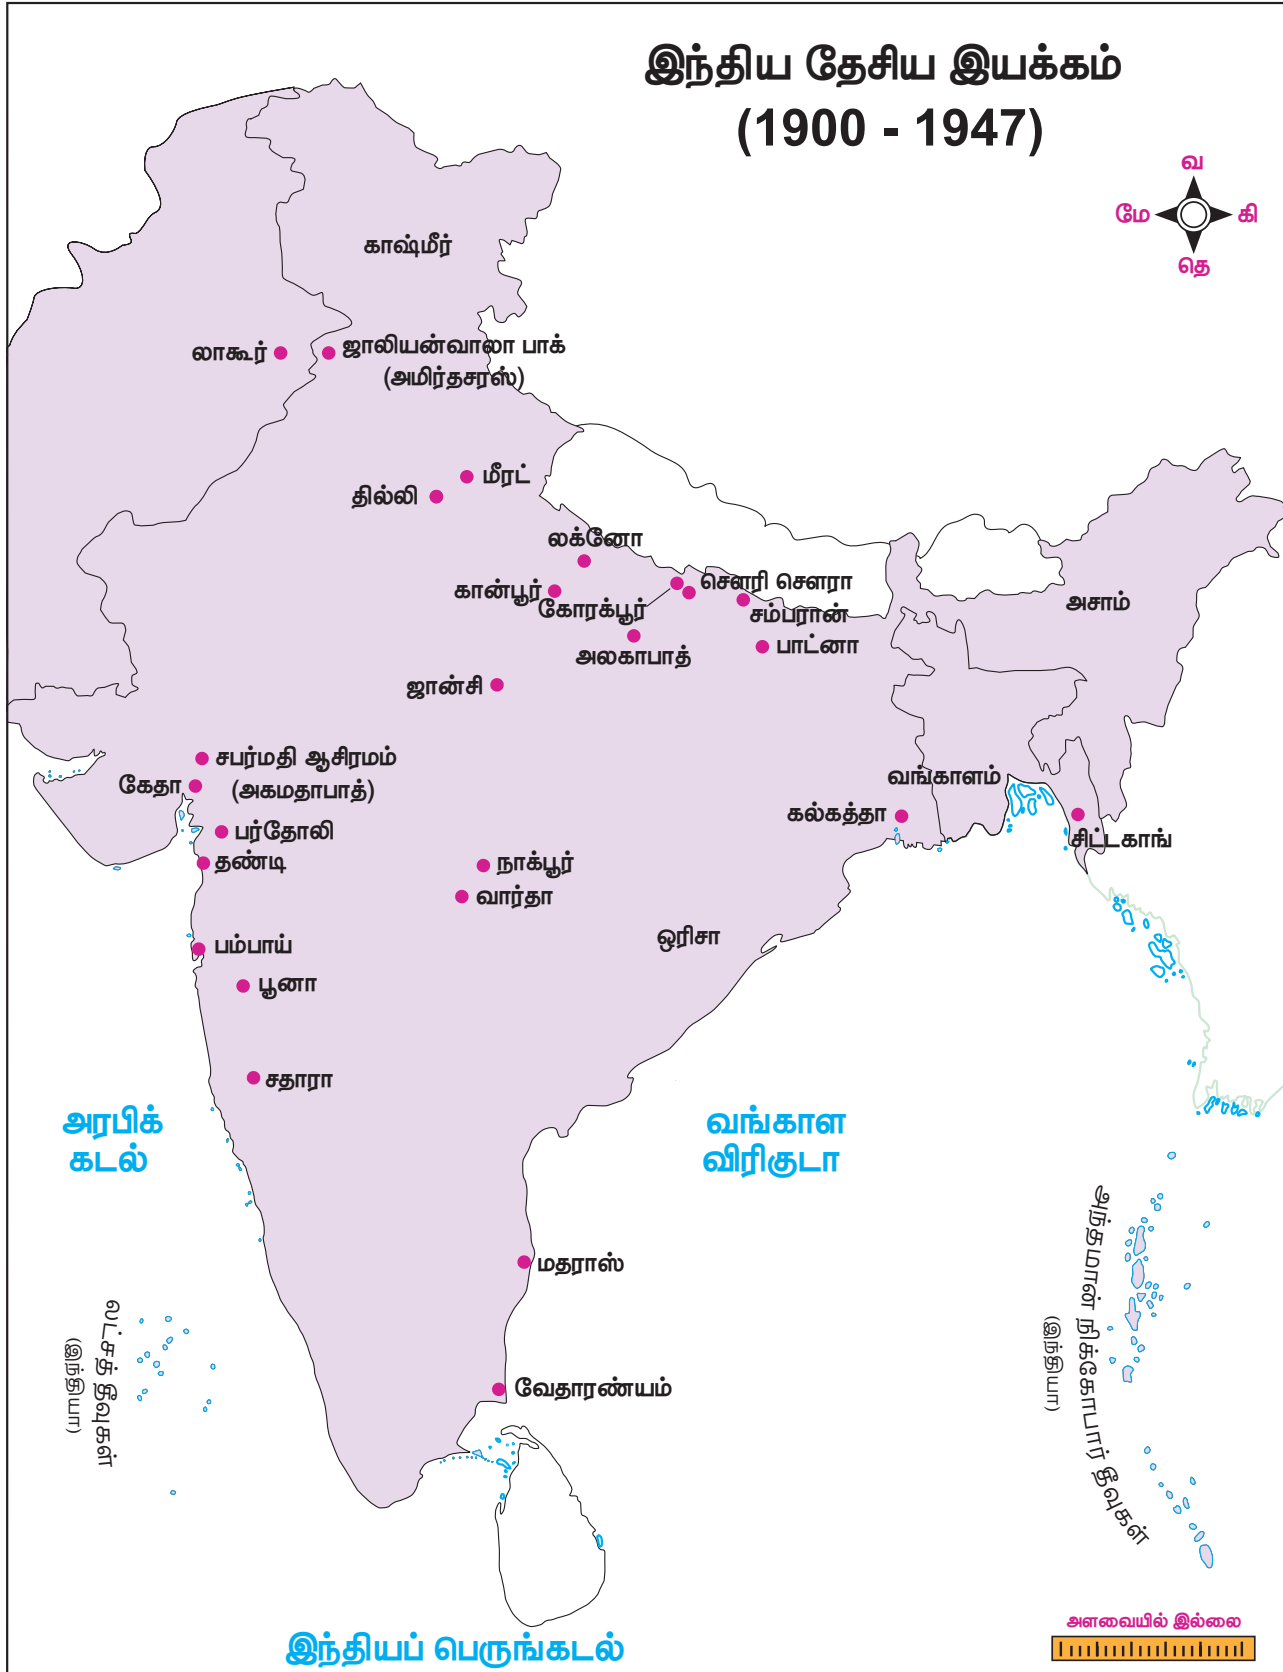 இந்திய தேசிய இயக்கம்
(1900 - 1947)
வ
மே
கி
தெ
காஷ்மீர்
லாகூர்
ஜாலியன்வாலா பாக்
(அமிர்தசரஸ்)
மீரட்
தில்லி
லக்னோ
கான்பூர்
சௌரி சௌரா
கோரக்பூர்
சம்பரான்
அசாம்
அலகாபாத்
பாட்னா
ஜான்சி
சபர்மதி ஆசிரமம்
(அகமதாபாத்)
கேதா
வங்காளம்
கல்கத்தா
பர்தோலி
சிட்டகாங்
தண்டி
நாக்பூர்
வார்தா
ஒரிசா
பம்பாய்
பூனா
சதாரா
அரபிக்
கடல்
வங்காள
விரிகுடா
மதராஸ்
லட்சத் தீவுகள்
(இந்தியா)
அந்தமான் நிக்கோபார் தீவுகள்
(இந்தியா)
வேதாரண்யம்
இந்தியப் பெருங்கடல்
அளவையில் இல்லை